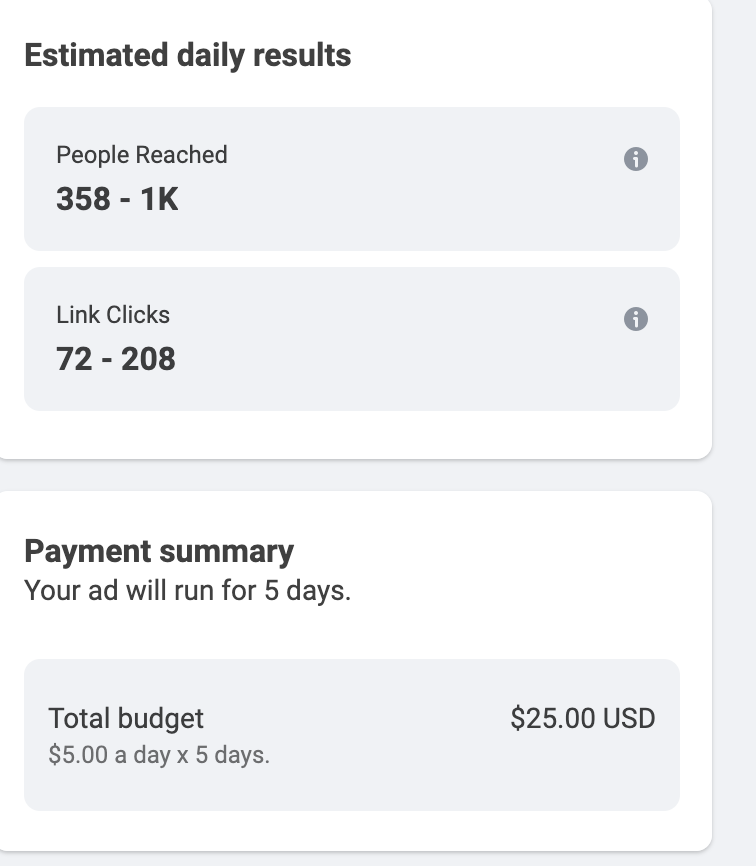 Estimated daily results
People Reached
358 - 1K
Link Clicks
72 - 208
Payment summary
Your ad will run for 5 days.
Total budget $25.00 USD
$5.00 a day x 5 days.